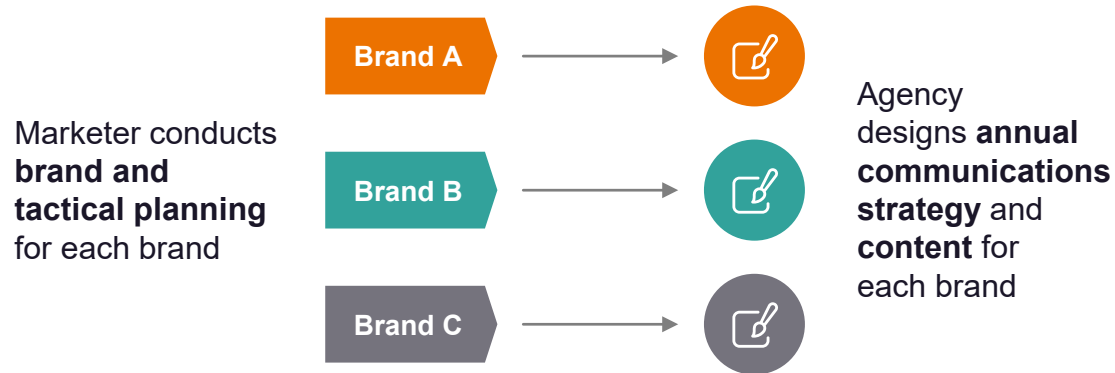 Marketer conducts
brand and
tactical planning
for each brand
Brand A
Brand B
Brand C
Agency
designs annual
communications
strategy and
content for
each brand